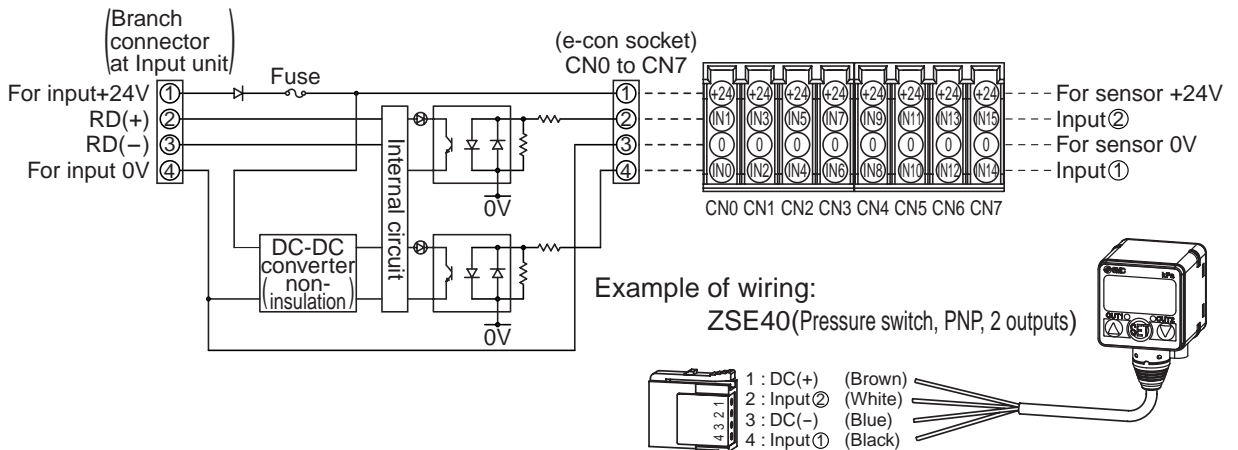 (Branch
connector
at Input unit)
(e-con socket)
CN0 to CN7
Fuse
For input+24V ①
RD(+) ②
RD(−) ③
For input 0V ④
Internal circuit
0V
DC-DC
converter
(non-
insulation)
0V
①
②
③
④
+24 +24 +24 +24 +24 +24 +24 +24
IN1 IN3 IN5 IN7 IN9 IN11 IN13 IN15
0 0 0 0 0 0 0 0
IN0 IN2 IN4 IN6 IN8 IN10 IN12 IN14
CN0 CN1 CN2 CN3 CN4 CN5 CN6 CN7
For sensor +24V
Input②
For sensor 0V
Input①
Example of wiring:
ZSE40(Pressure switch, PNP, 2 outputs)
SMC kPa
OUT1 OUT2
SET
4 3 2 1
1 : DC(+) (Brown)
2 : Input② (White)
3 : DC(−) (Blue)
4 : Input① (Black)